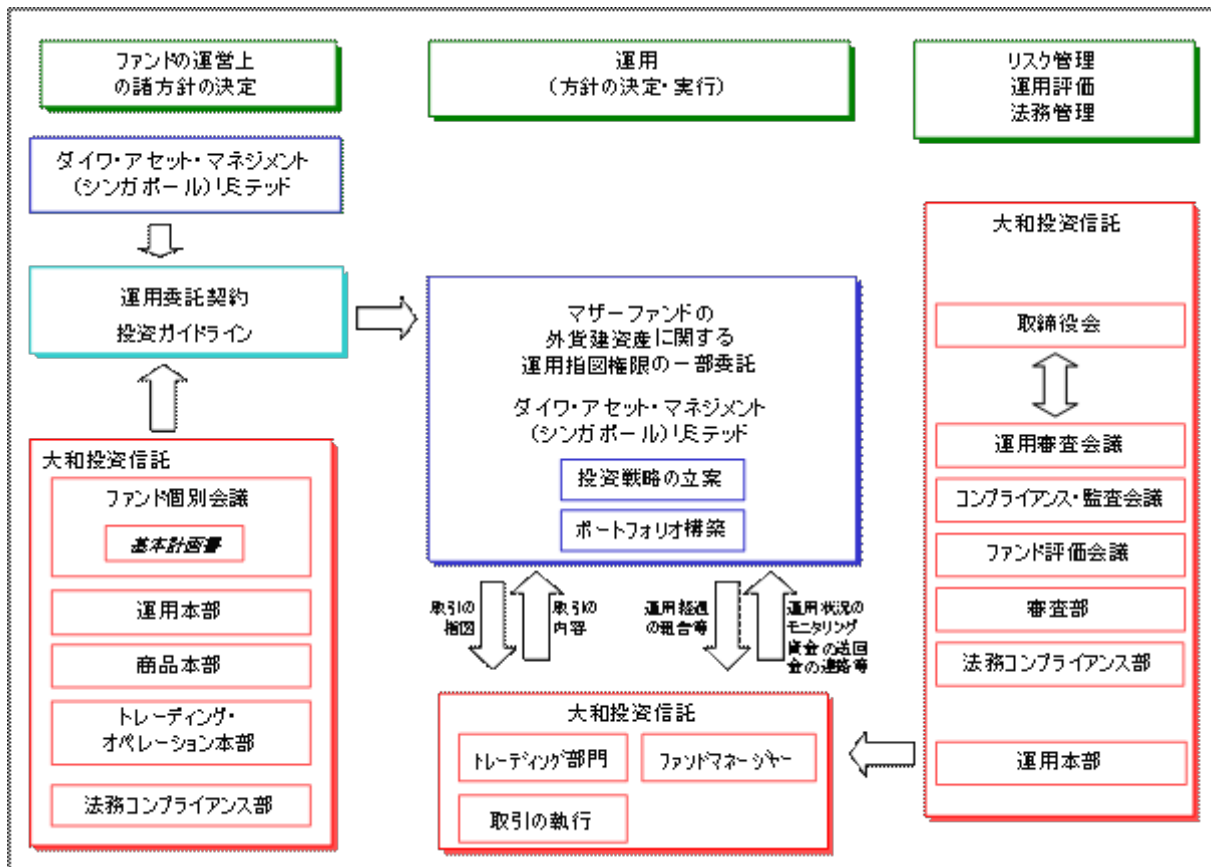 ファンドの運営上
の諸方針の決定
運用
(方針の決定・実行)
リスク管理
運用評価
法務管理
ダイワ・アセット・マネジメント
(シンガポール)リミテッド
運用委託契約
投資ガイドライン
大和投資信託
ファンド個別会議
基本計画書
運用本部
商品本部
トレーディング・
オペレーション本部
法務コンプライアンス部
マザーファンドの
外貨建資産に関する
運用指図権限の一部委託
ダイワ・アセット・マネジメント
(シンガポール)リミテッド
投資戦略の立案
ポートフォリオ構築
取引の
指図
取引の
内容
運用経過
の報告等
運用状況の
モニタリング
資金の送回
金の連絡等
大和投資信託
トレーディング部門
ファンドマネージャー
取引の執行
大和投資信託
取締役会
運用審査会議
コンプライアンス・監査会議
ファンド評価会議
審査部
法務コンプライアンス部
運用本部